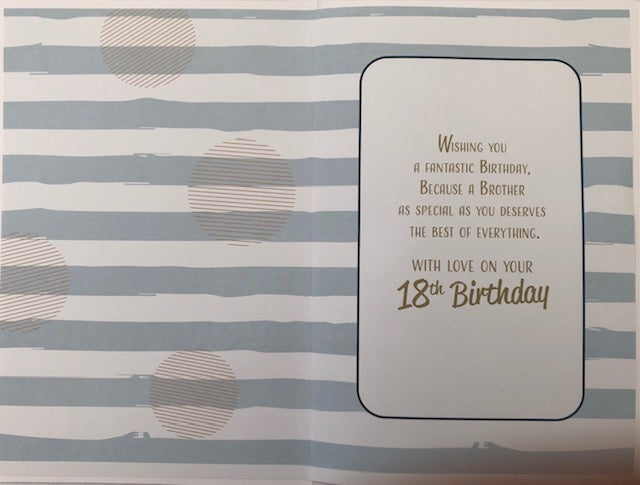 Wishing you
a fantastic Birthday,
Because a Brother
as special as you deserves
the best of everything.
with love on your
18th Birthday